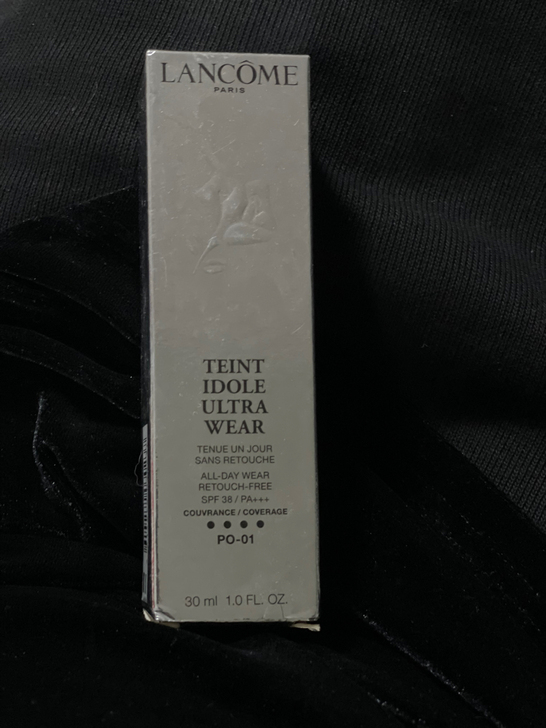 LANCÔME
PARIS
TEINT
IDOLE
ULTRA
WEAR
TENUE UN JOUR
SANS RETOUCHE
ALL-DAY WEAR
RETOUCH-FREE
SPF 38 / PA+++
COUVRANCE / COVERAGE
● ● ● ●
PO-01
30 ml 1.0 FL. OZ.